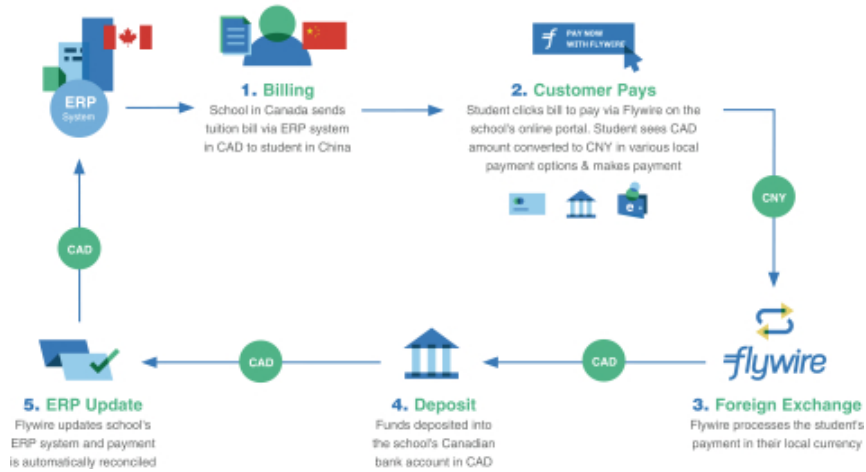 ERP
System
1. Billing
School in Canada sends
tuition bill via ERP system
in CAD to student in China
PAY NOW
WITH FLYWIRE
2. Customer Pays
Student clicks bill to pay via Flywire on the
school's online portal. Student sees CAD
amount converted to CNY in various local
payment options & makes payment
e
CNY
flywire
3. Foreign Exchange
Flywire processes the student's
payment in their local currency
CAD
4. Deposit
Funds deposited into
the school's Canadian
bank account in CAD
CAD
5. ERP Update
Flywire updates school's
ERP system and payment
is automatically reconciled
CAD